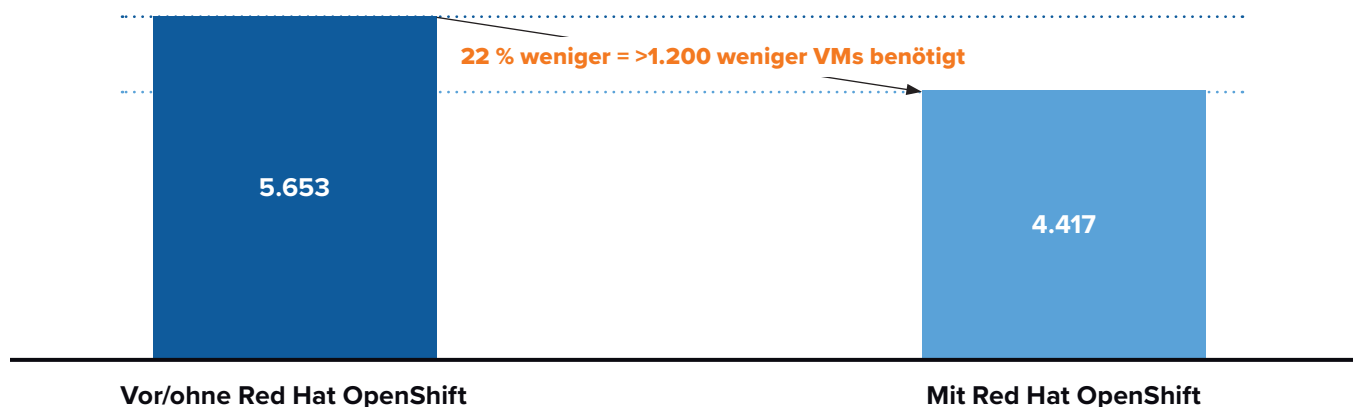 22 % weniger = >1.200 weniger VMs benötigt
5.653
4.417
Vor/ohne Red Hat OpenShift
Mit Red Hat OpenShift